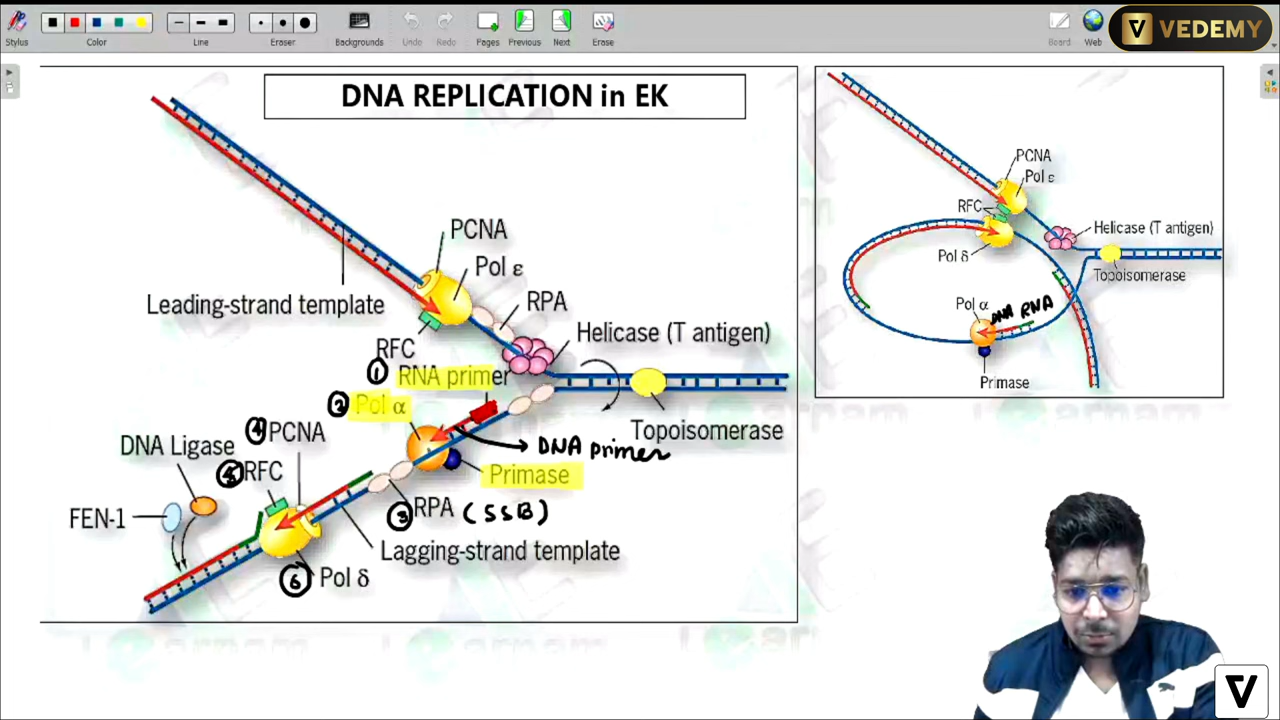 Stylus
Color
Line
Eraser
Backgrounds
Undo
Redo
Pages
Previous
Next
Erase
Board
Web
VEDEMY
DNA REPLICATION in EK
PCNA
Pol ε
Leading-strand template
RPA
Helicase (T antigen)
RFC
① RNA primer
② Pol α
Topoisomerase
→ DNA primer
④ PCNA
DNA Ligase
RFC
Primase
FEN-1
③ RPA (SSB)
Lagging-strand template
⑥ Pol δ
PCNA
Pol ε
RFC
Helicase (T antigen)
Pol δ
Topoisomerase
Pol α
DNA RNA
Primase